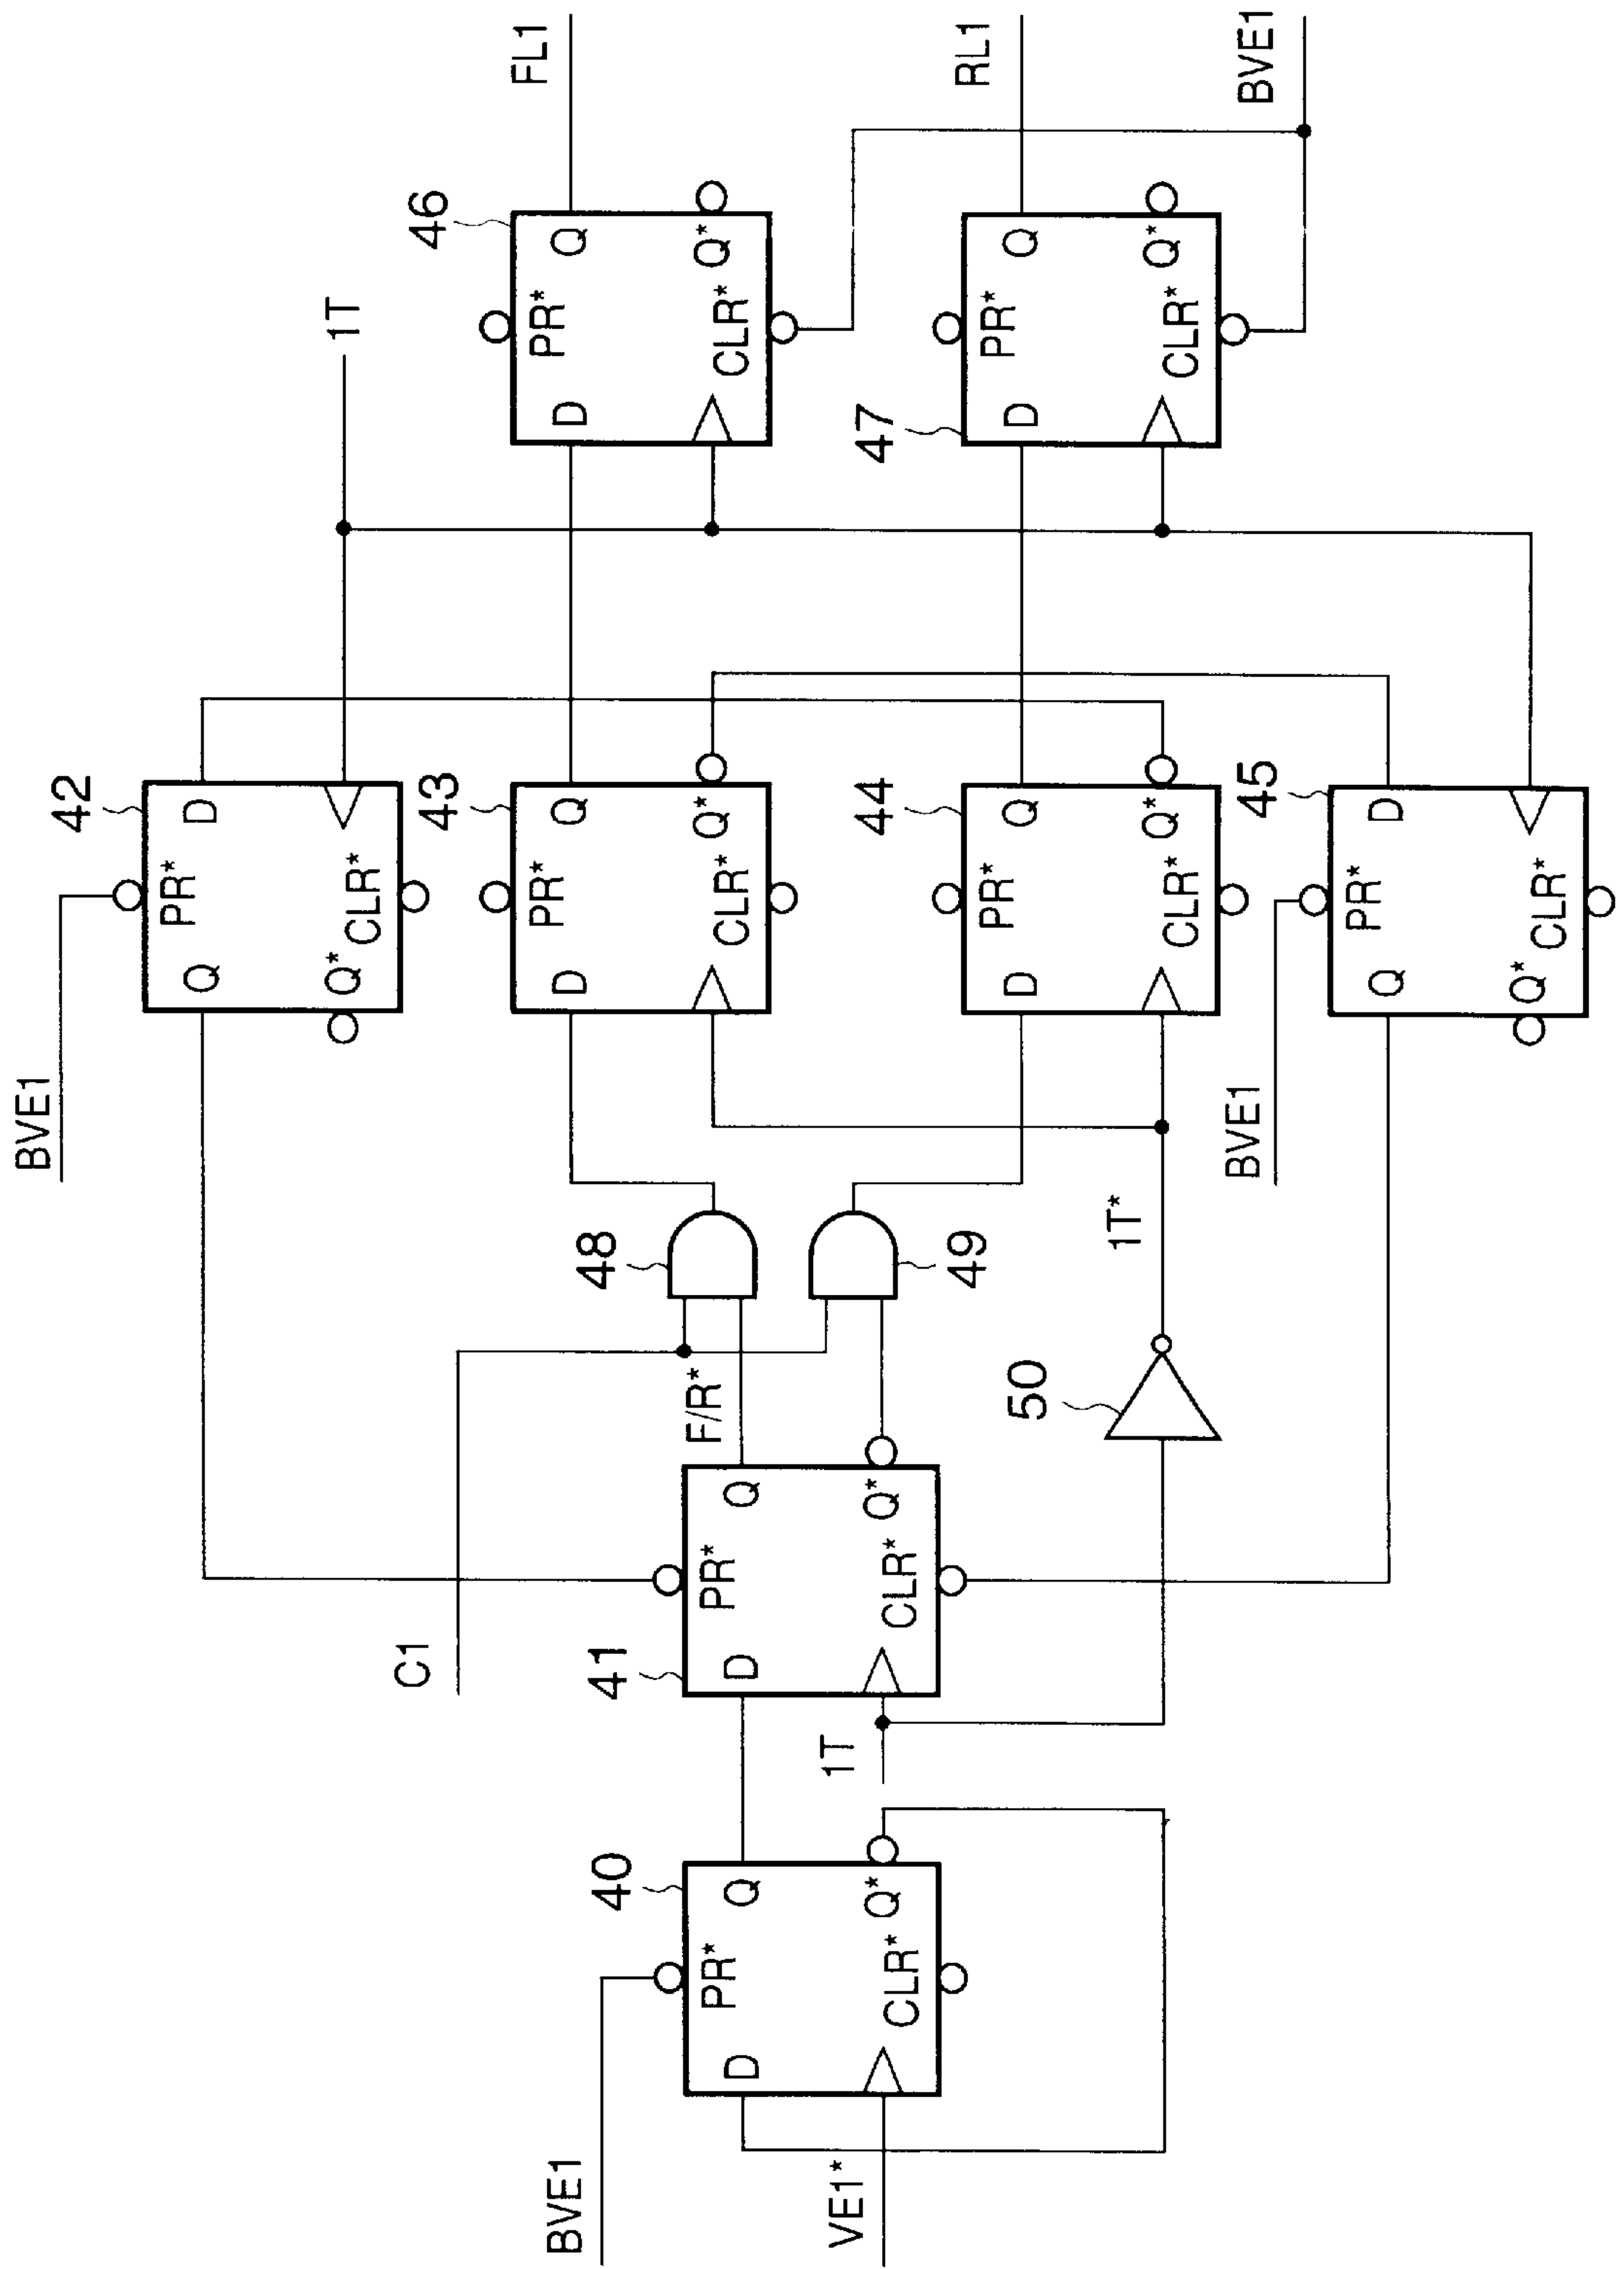 BVE1
42
PR*
Q
D
Q*
CLR*
1T
C1
43
PR*
D
Q
Q*
CLR*
46
PR*
D
Q
Q*
CLR*
FL1
BVE1
40
PR*
D
Q
Q*
CLR*
VE1*
41
PR*
D
Q
Q*
CLR*
1T
F/R*
48
49
50
1T*
44
PR*
D
Q
Q*
CLR*
47
PR*
D
Q
Q*
CLR*
RL1
BVE1
BVE1
45
PR*
Q
D
Q*
CLR*